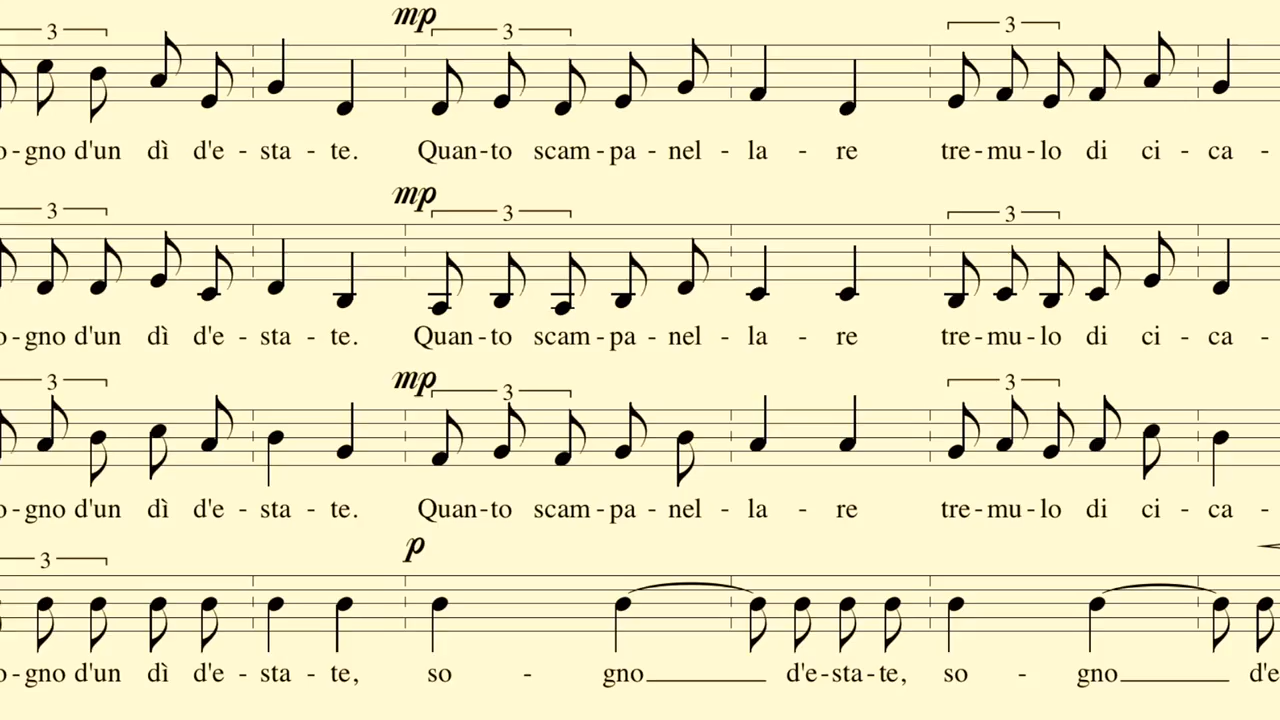 mp
3 3 3
o-gno d'un dì d'e - sta - te. Quan-to scam-pa - nel - la - re tre-mu-lo di ci - ca -
mp
3 3 3
o-gno d'un dì d'e - sta - te. Quan-to scam-pa - nel - la - re tre-mu-lo di ci - ca -
mp
3 3 3
o-gno d'un dì d'e - sta - te. Quan-to scam-pa - nel - la - re tre-mu-lo di ci - ca -
p
3
o-gno d'un dì d'e - sta - te, so - gno d'e-sta-te, so - gno d'e